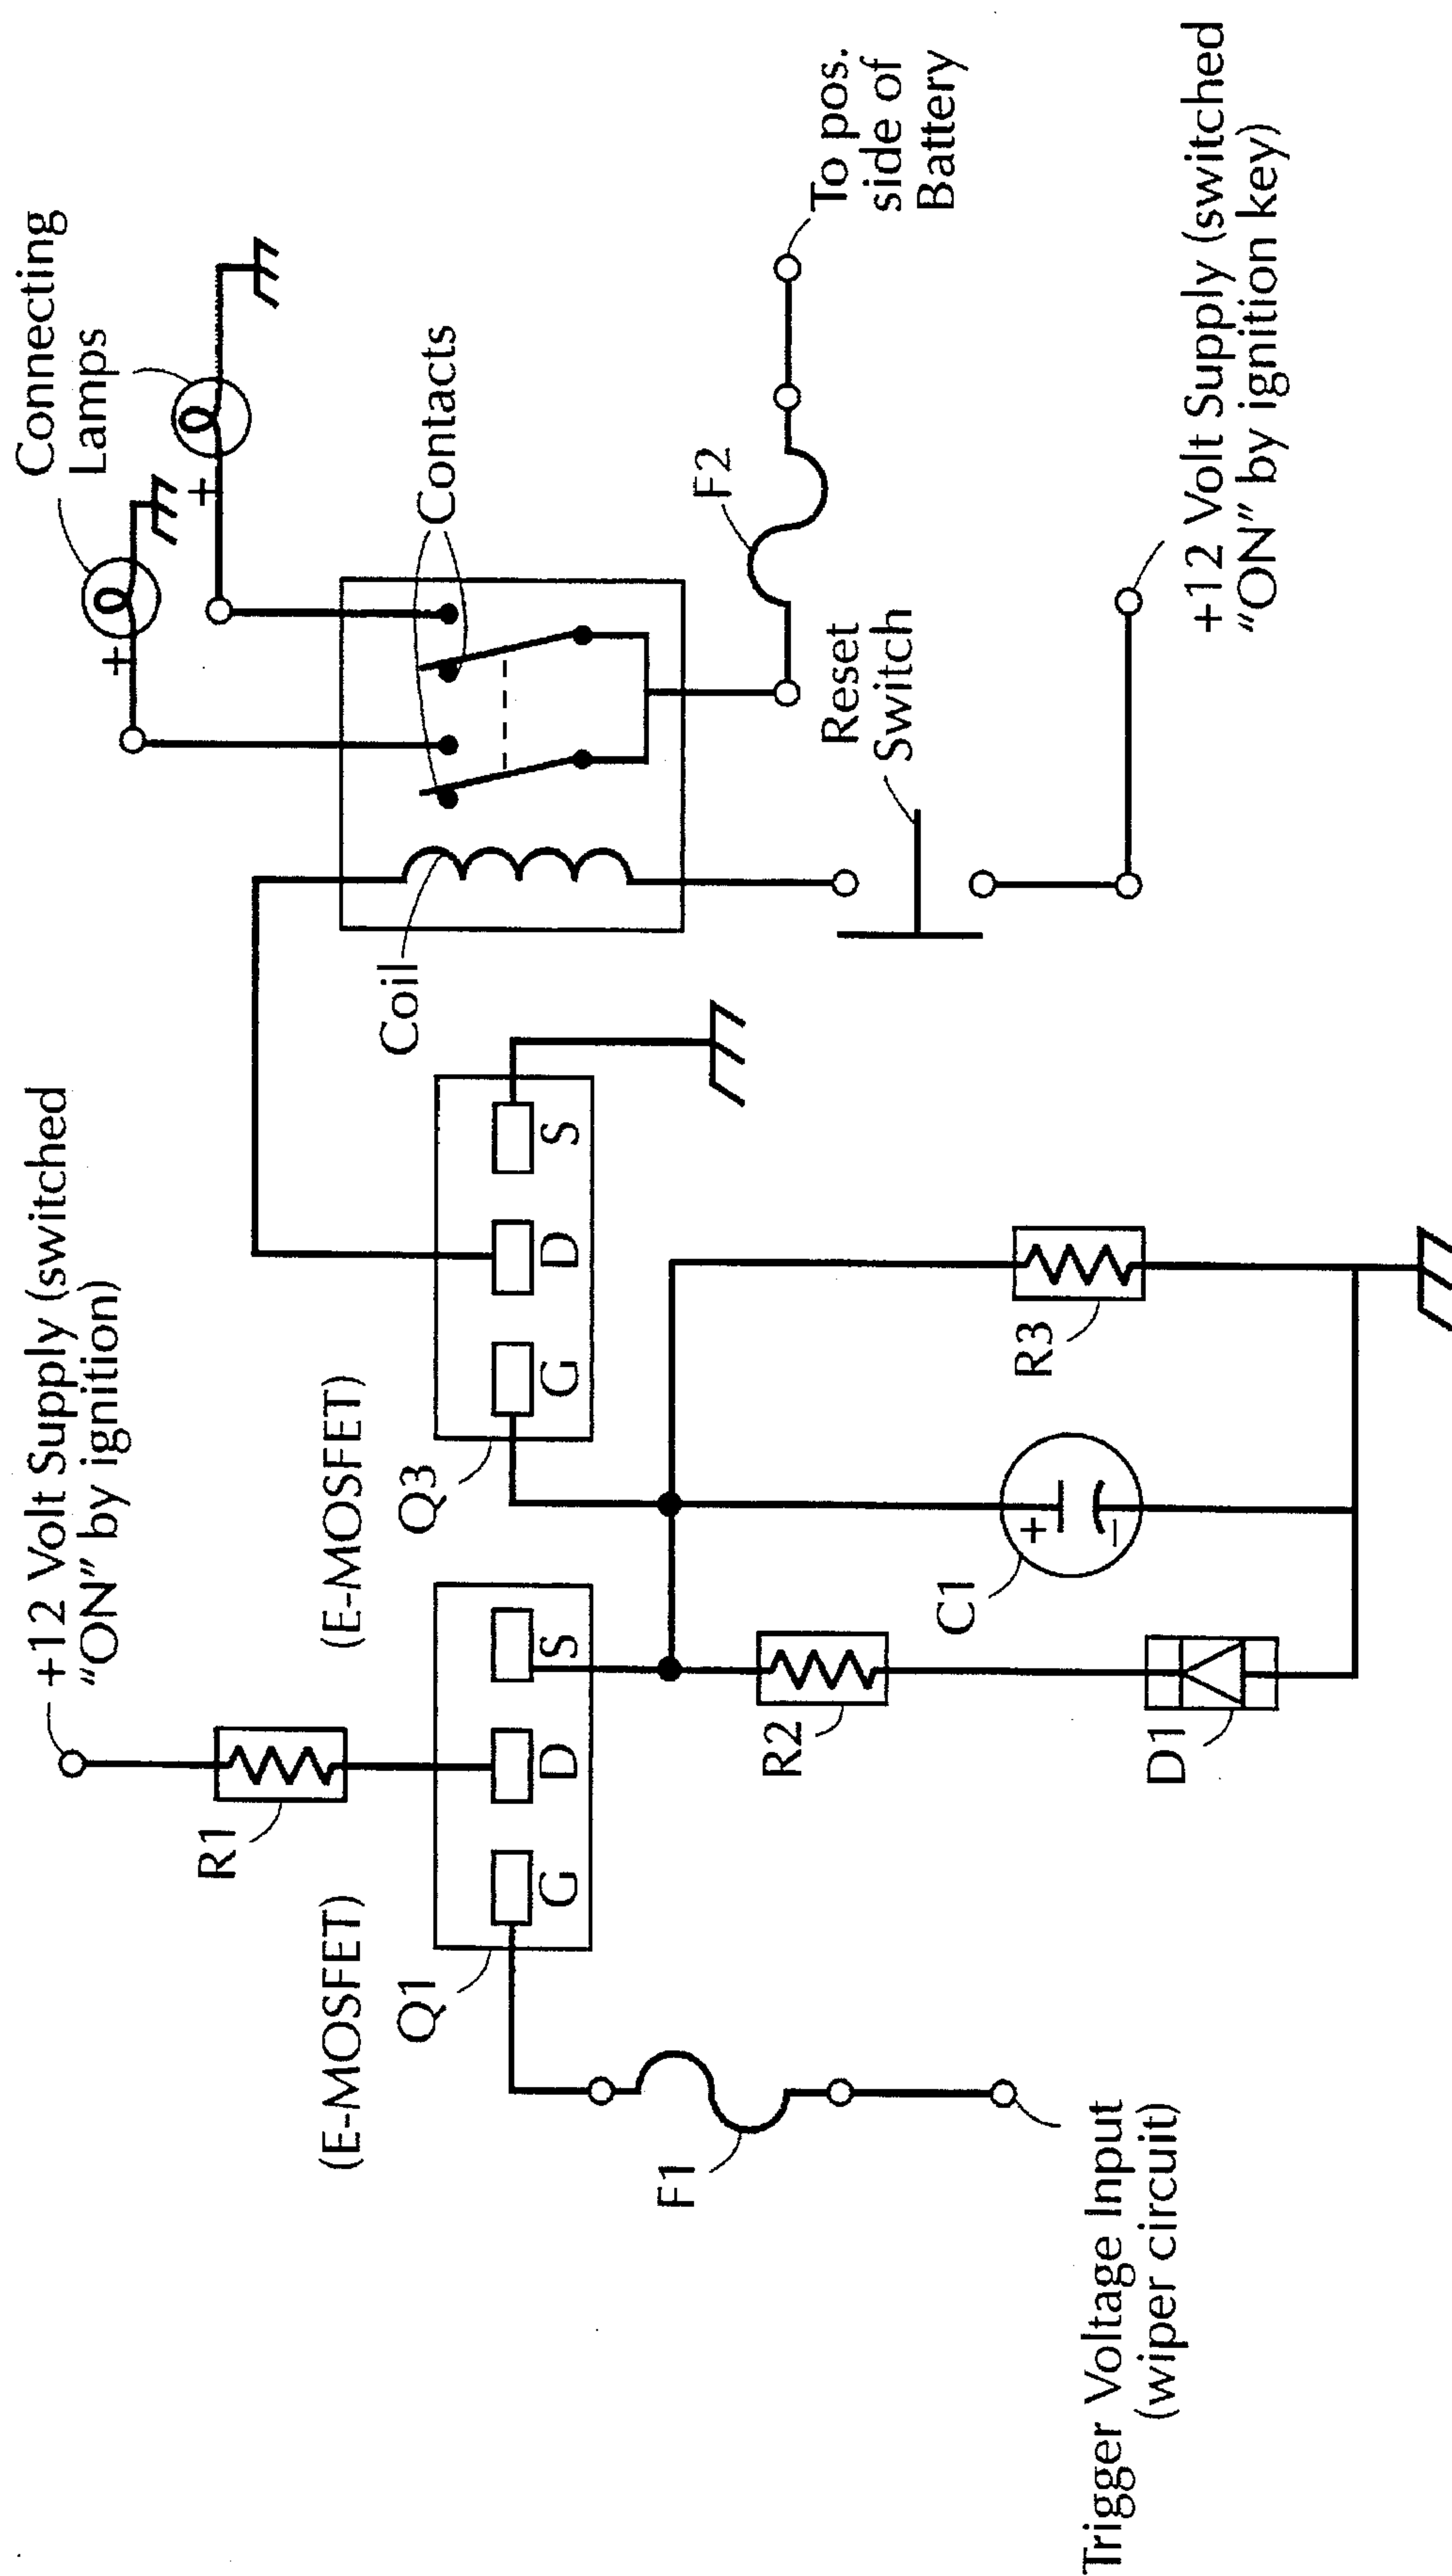 +12 Volt Supply (switched
"ON" by ignition)
Connecting
Lamps
R1
(E-MOSFET)
Q1
G
D
S
(E-MOSFET)
Q3
G
D
S
Coil
Contacts
+
+
F1
R2
F2
To pos.
side of
Battery
Reset
Switch
C1
+
−
R3
D1
Trigger Voltage Input
(wiper circuit)
+12 Volt Supply (switched
"ON" by ignition key)